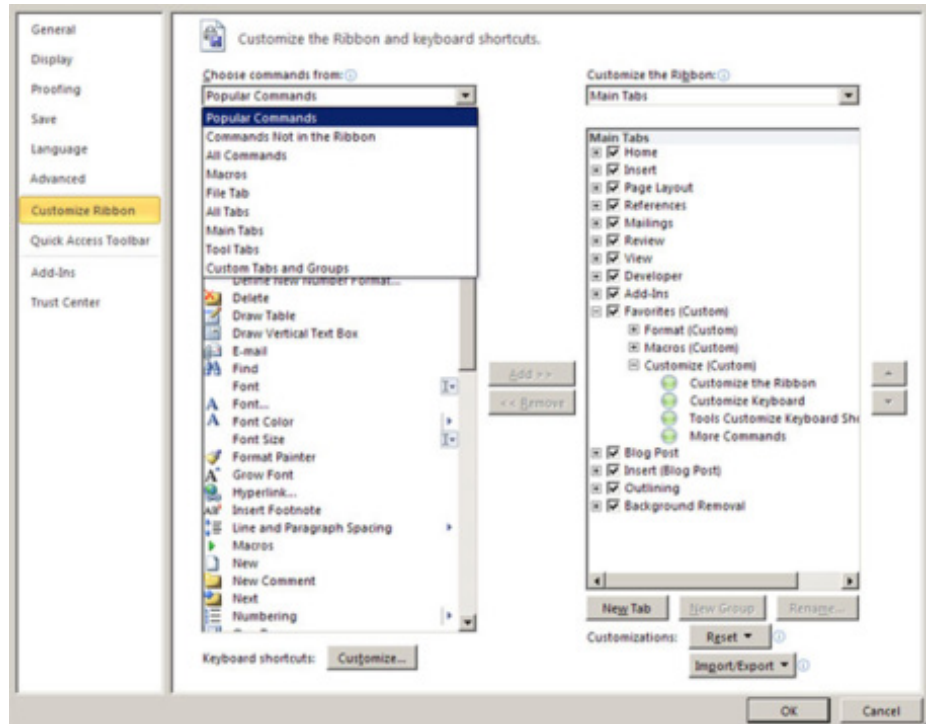 General
Display
Proofing
Save
Language
Advanced
Customize Ribbon
Quick Access Toolbar
Add-Ins
Trust Center
Customize the Ribbon and keyboard shortcuts.
Choose commands from:
Popular Commands
Popular Commands
Commands Not in the Ribbon
All Commands
Macros
File Tab
All Tabs
Main Tabs
Tool Tabs
Custom Tabs and Groups
Define New Number Format...
Delete
Draw Table
Draw Vertical Text Box
E-mail
Find
Font
Font...
Font Color
Font Size
Format Painter
Grow Font
Hyperlink...
Insert Footnote
Line and Paragraph Spacing
Macros
New
New Comment
Next
Numbering
Keyboard shortcuts: Customize...
Add >>
<< Remove
Customize the Ribbon:
Main Tabs
Main Tabs
Home
Insert
Page Layout
References
Mailings
Review
View
Developer
Add-Ins
Favorites (Custom)
Format (Custom)
Macros (Custom)
Customize (Custom)
Customize the Ribbon
Customize Keyboard
Tools Customize Keyboard Sho
More Commands
Blog Post
Insert (Blog Post)
Outlining
Background Removal
New Tab New Group Rename...
Customizations: Reset
Import/Export
OK Cancel